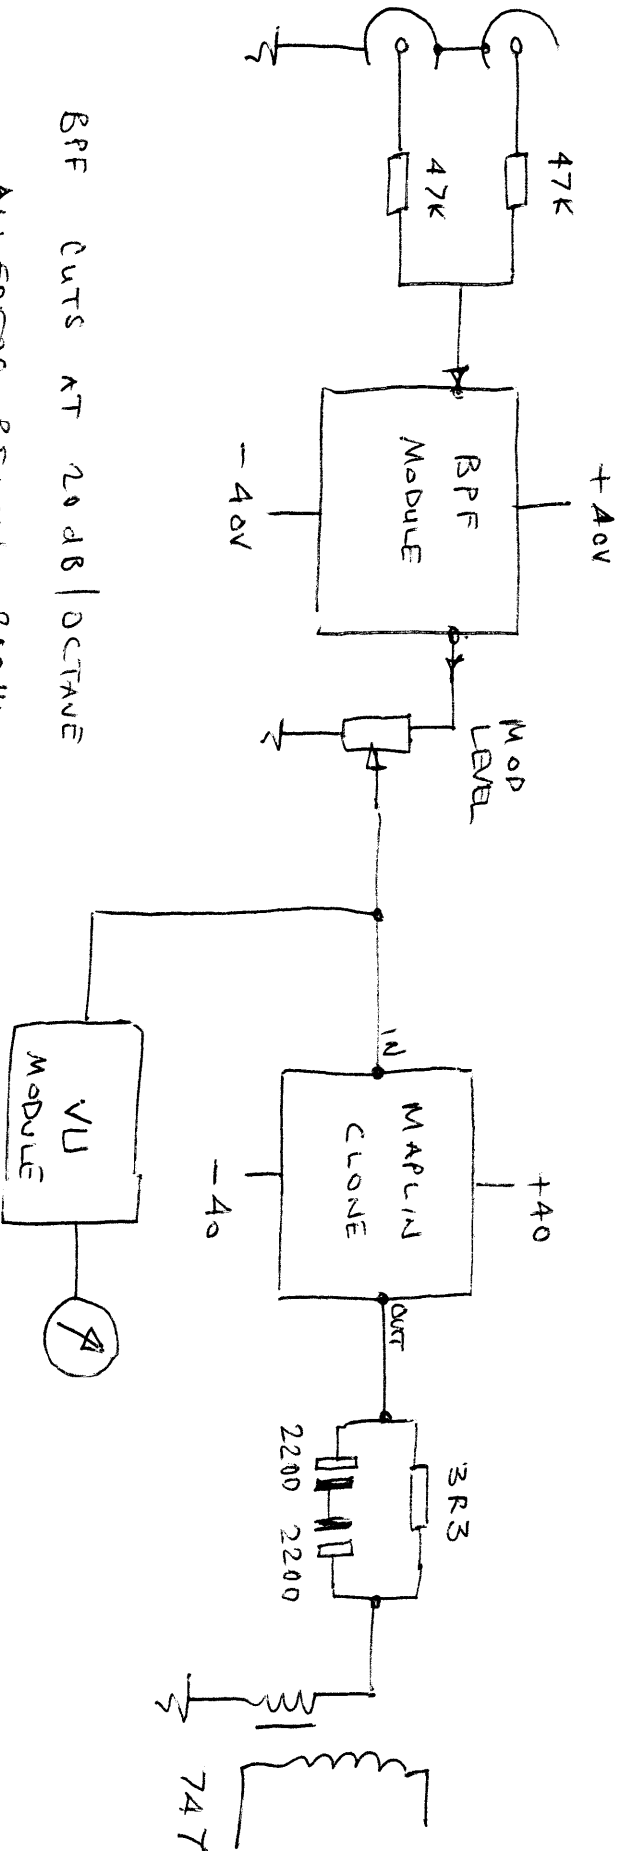 47K
47K
+40V
BPF
MODULE
-40V
MOD
LEVEL
IN
+40
MAPLIN
CLONE
-40
OUT
3R3
2200 2200
VU
MODULE
BPF CUTS AT 20dB/OCTAVE